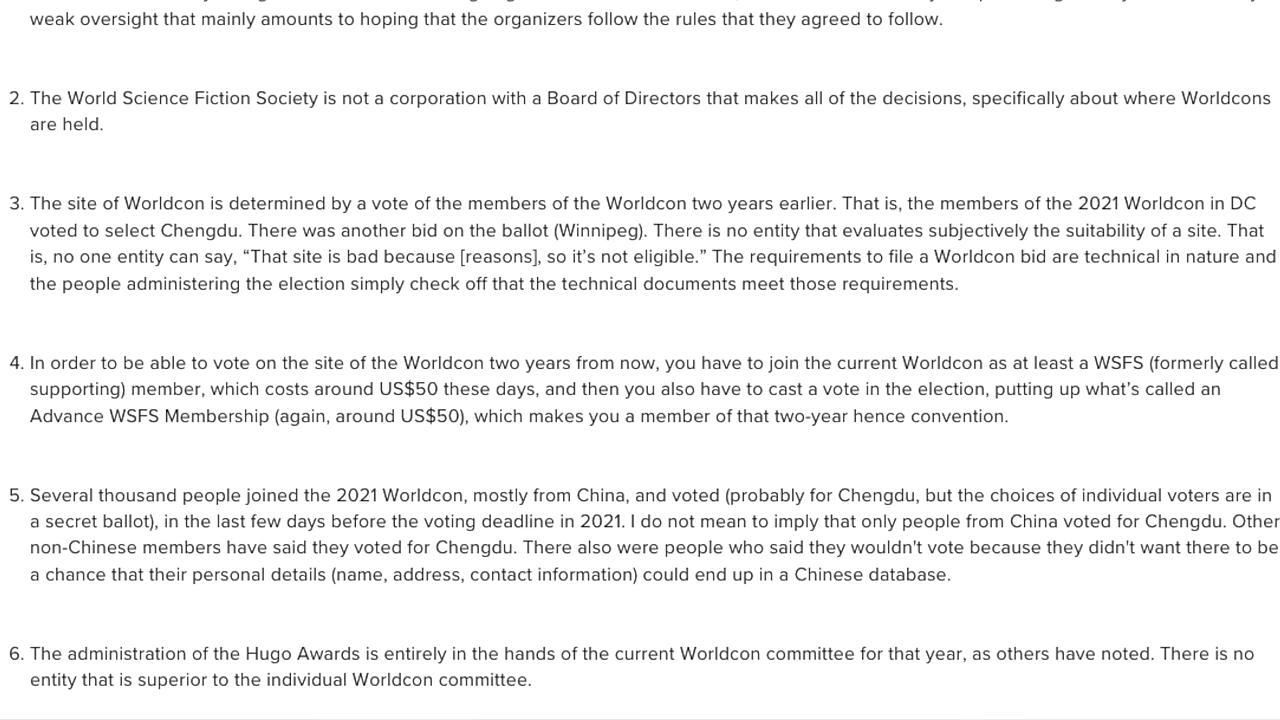 weak oversight that mainly amounts to hoping that the organizers follow the rules that they agreed to follow.
2. The World Science Fiction Society is not a corporation with a Board of Directors that makes all of the decisions, specifically about where Worldcons
are held.
3. The site of Worldcon is determined by a vote of the members of the Worldcon two years earlier. That is, the members of the 2021 Worldcon in DC
voted to select Chengdu. There was another bid on the ballot (Winnipeg). There is no entity that evaluates subjectively the suitability of a site. That
is, no one entity can say, “That site is bad because [reasons], so it’s not eligible.” The requirements to file a Worldcon bid are technical in nature and
the people administering the election simply check off that the technical documents meet those requirements.
4. In order to be able to vote on the site of the Worldcon two years from now, you have to join the current Worldcon as at least a WSFS (formerly called
supporting) member, which costs around US$50 these days, and then you also have to cast a vote in the election, putting up what’s called an
Advance WSFS Membership (again, around US$50), which makes you a member of that two-year hence convention.
5. Several thousand people joined the 2021 Worldcon, mostly from China, and voted (probably for Chengdu, but the choices of individual voters are in
a secret ballot), in the last few days before the voting deadline in 2021. I do not mean to imply that only people from China voted for Chengdu. Other
non-Chinese members have said they voted for Chengdu. There also were people who said they wouldn't vote because they didn't want there to be
a chance that their personal details (name, address, contact information) could end up in a Chinese database.
6. The administration of the Hugo Awards is entirely in the hands of the current Worldcon committee for that year, as others have noted. There is no
entity that is superior to the individual Worldcon committee.